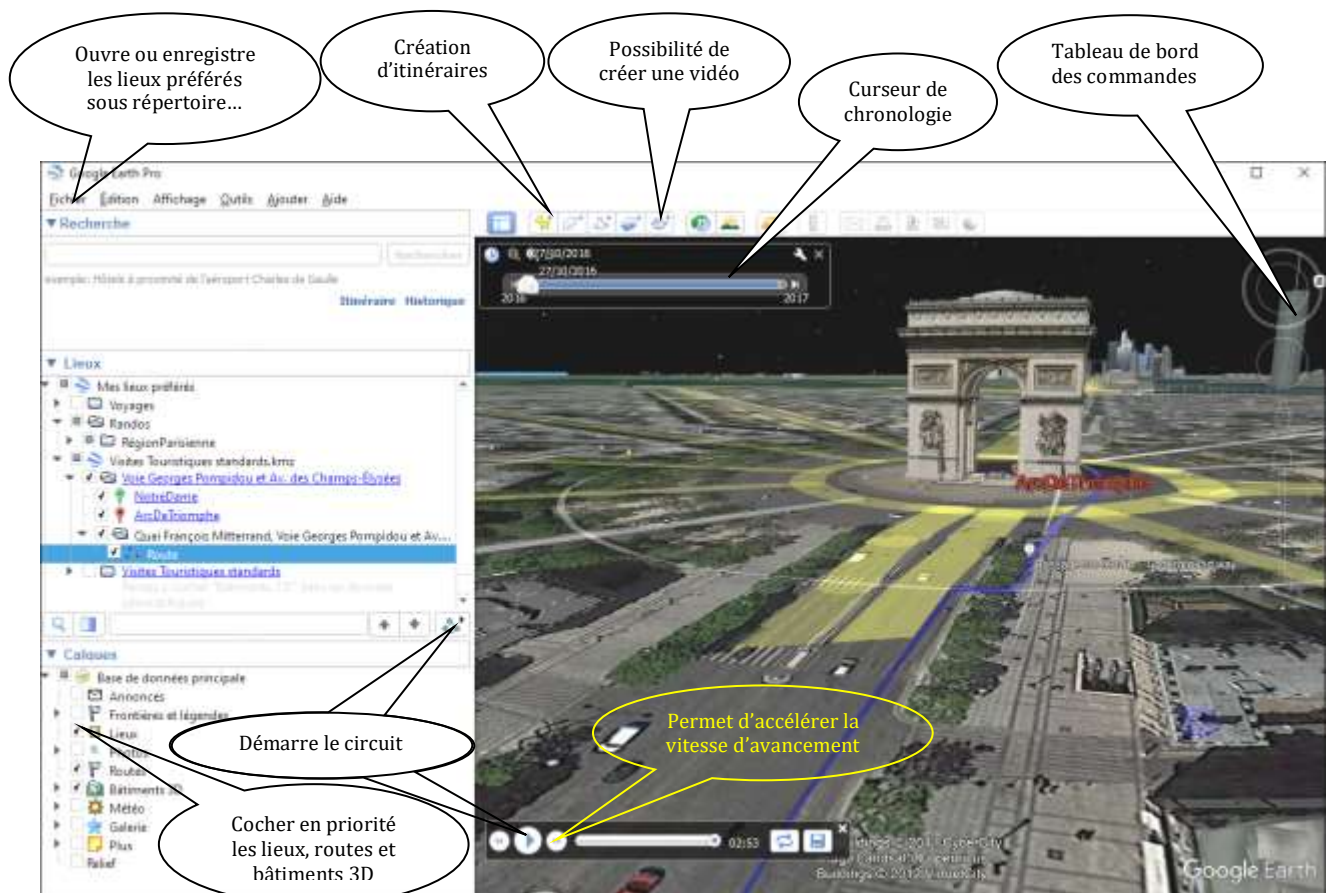 Ouvre ou enregistre
les lieux préférés
sous répertoire…
Création
d'itinéraires
Possibilité de
créer une vidéo
Curseur de
chronologie
Tableau de bord
des commandes
Google Earth Pro
Fichier Édition Affichage Outils Ajouter Aide
Recherche
Rechercher
exemple: Hôtels à proximité de l'aéroport Charles de Gaulle
Itinéraire Historique
27/10/2016
27/10/2016
2016
2017
Lieux
Mes lieux préférés
Voyages
Randos
RégionParisienne
Visites Touristiques standards.kmz
Voie Georges Pompidou et Av. des Champs-Élysées
NotreDame
ArcDeTriomphe
Quai François Mitterrand, Voie Georges Pompidou et Av...
Route
Visites Touristiques standards
Calques
Base de données principale
Annonces
Frontières et légendes
Lieux
Photos
Routes
Bâtiments 3D
Météo
Galerie
Plus
Relief
Démarre le circuit
Cocher en priorité
les lieux, routes et
bâtiments 3D
ArcDeTriomphe
Permet d'accélérer la
vitesse d'avancement
02:53
Google Earth